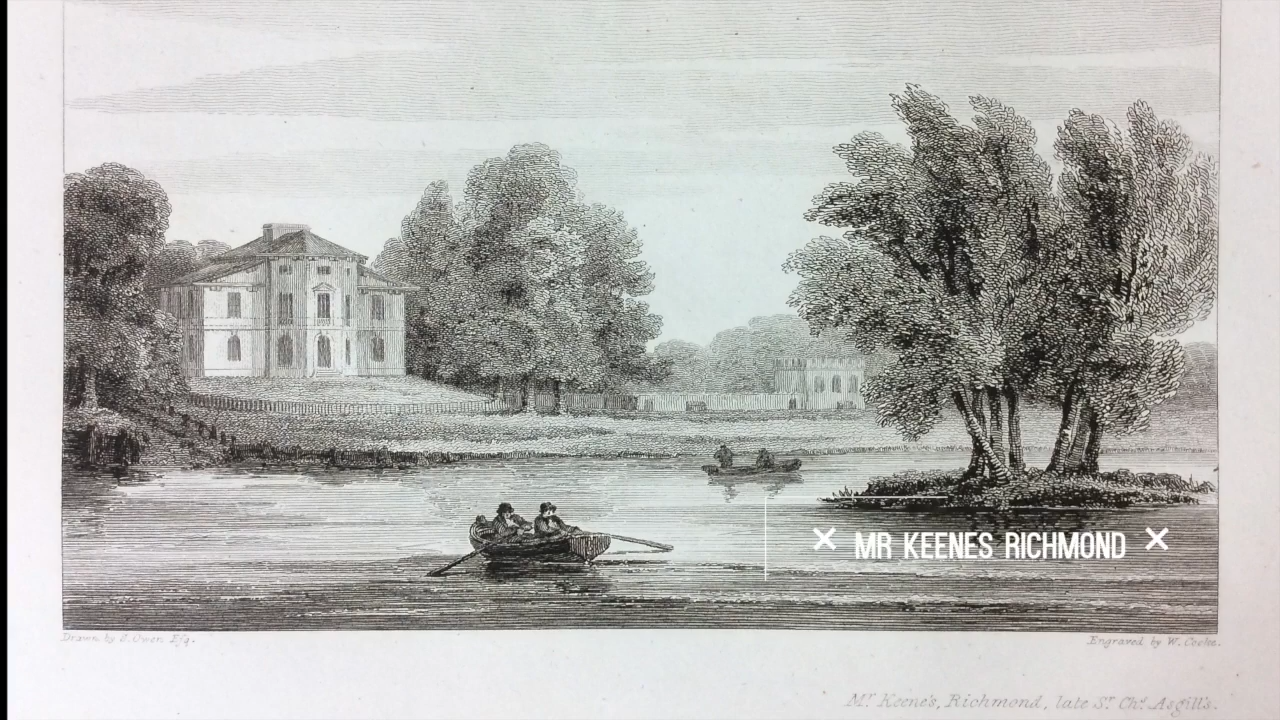 × MR KEENES RICHMOND ×
Drawn by S. Owen Esq.
Engraved by W. Cooke.
Mr. Keene's, Richmond, late Sr. Chs. Asgill's.